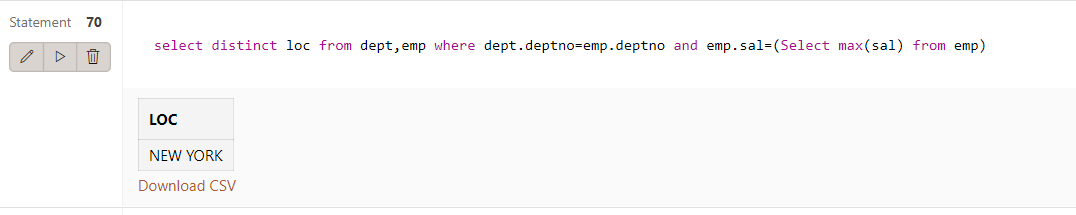 Statement 70
select distinct loc from dept,emp where dept.deptno=emp.deptno and emp.sal=(Select max(sal) from emp)
LOC
NEW YORK
Download CSV